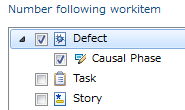 Number following workitem
Defect
Causal Phase
Task
Story